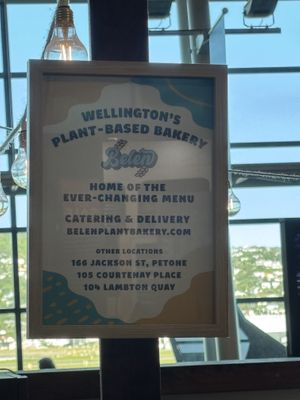 WELLINGTON'S
PLANT-BASED BAKERY
Belén
HOME OF THE
EVER-CHANGING MENU
CATERING & DELIVERY
BELENPLANTBAKERY.COM
OTHER LOCATIONS
166 JACKSON ST, PETONE
105 COURTENAY PLACE
104 LAMBTON QUAY